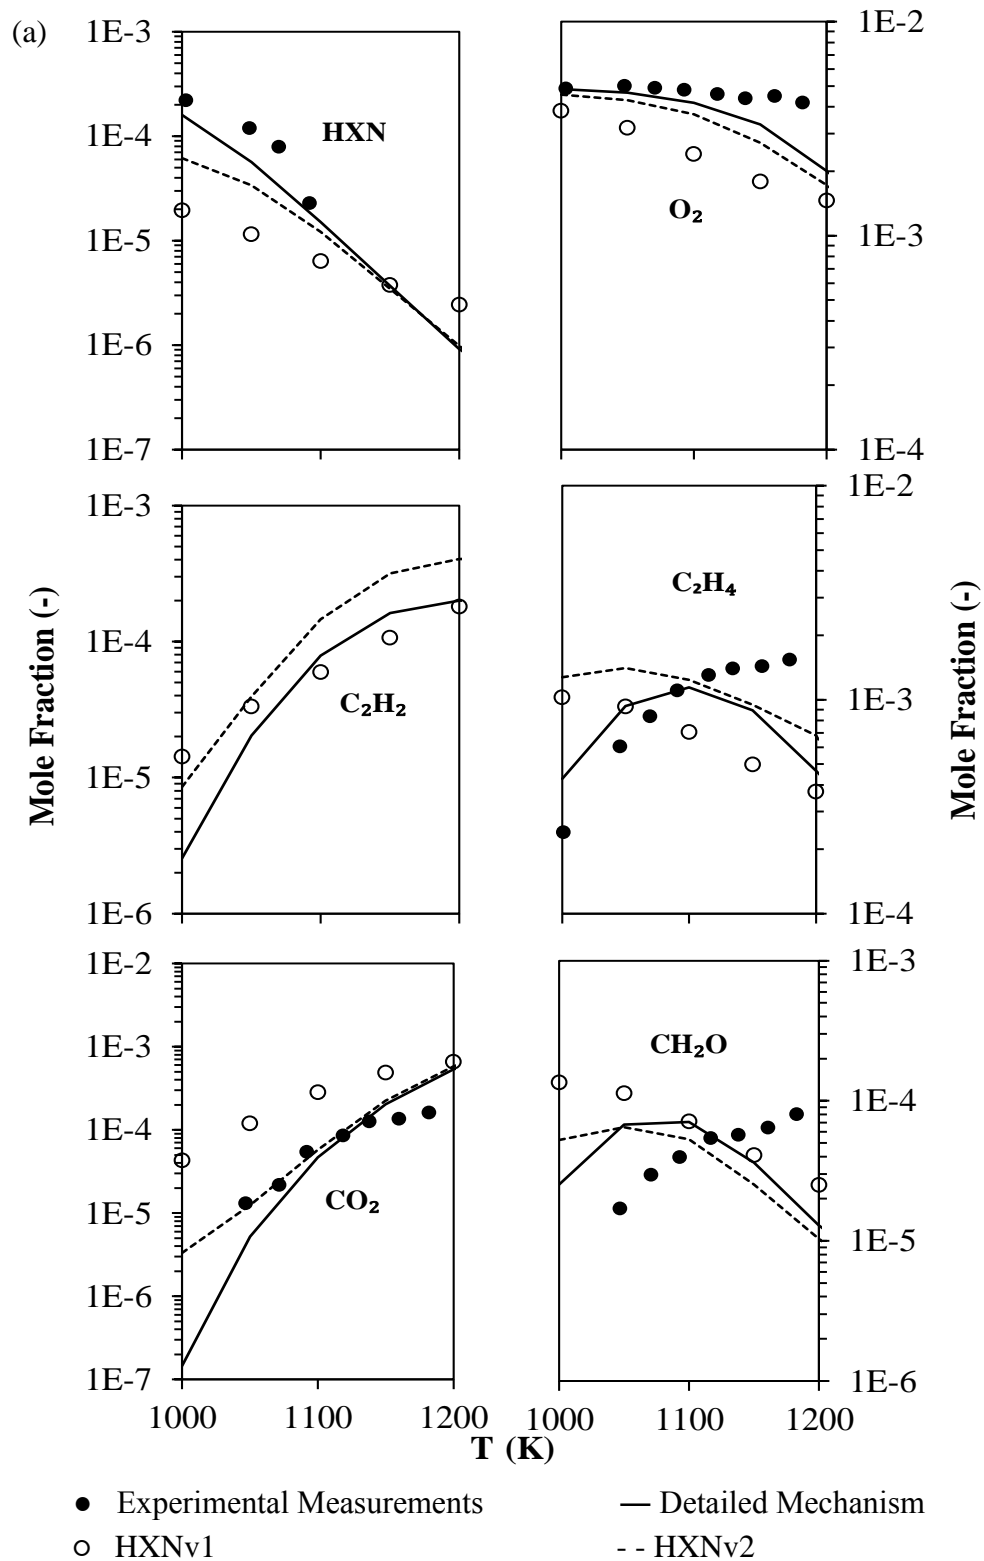 (a)
1E-3
1E-4
1E-5
1E-6
1E-7
HXN
1E-2
1E-3
1E-4
O₂
1E-3
1E-4
1E-5
1E-6
C₂H₂
1E-2
1E-3
1E-4
C₂H₄
Mole Fraction (-)
Mole Fraction (-)
1E-2
1E-3
1E-4
1E-5
1E-6
1E-7
CO₂
1000 1100 1200
1E-3
1E-4
1E-5
1E-6
CH₂O
1000 1100 1200
T (K)
● Experimental Measurements — Detailed Mechanism
○ HXNv1 - - HXNv2